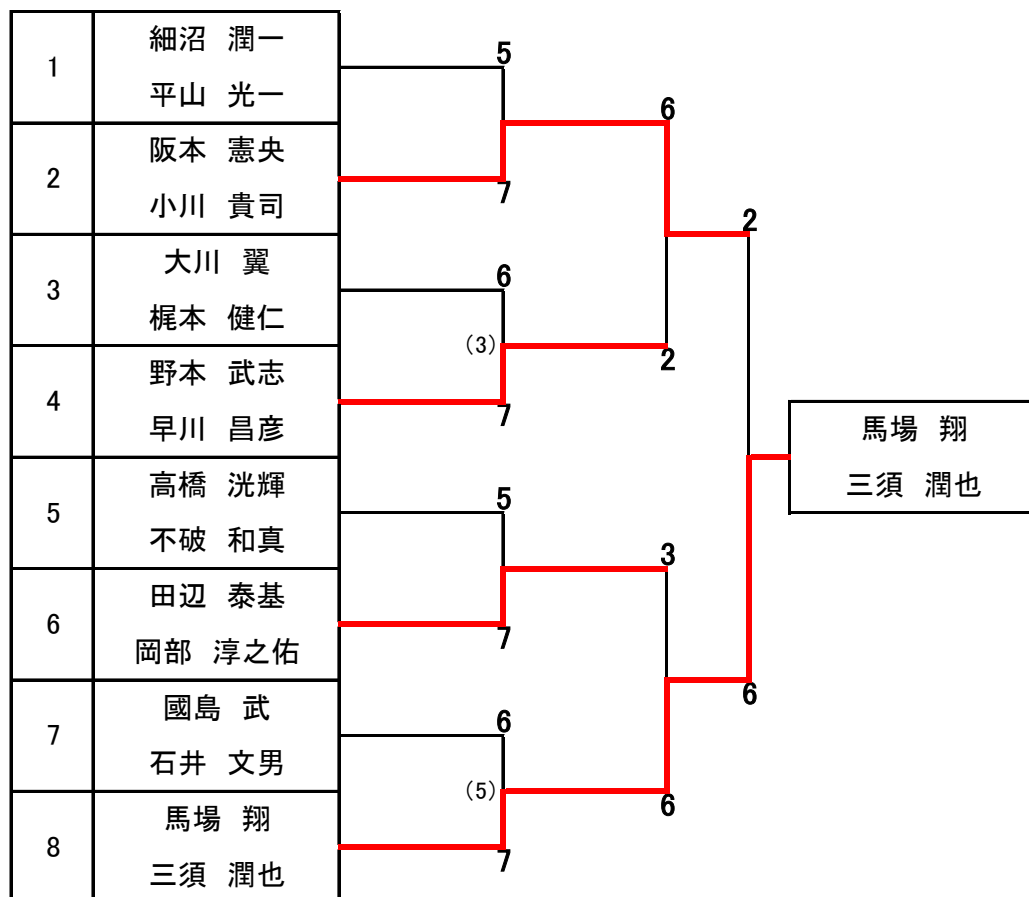 1
細沼 潤一
平山 光一
2
阪本 憲央
小川 貴司
3
大川 翼
梶本 健仁
4
野本 武志
早川 昌彦
5
高橋 洸輝
不破 和真
6
田辺 泰基
岡部 淳之佑
7
國島 武
石井 文男
8
馬場 翔
三須 潤也
5
7
6
(3)
7
5
7
6
(5)
7
6
2
3
6
2
6
馬場 翔
三須 潤也